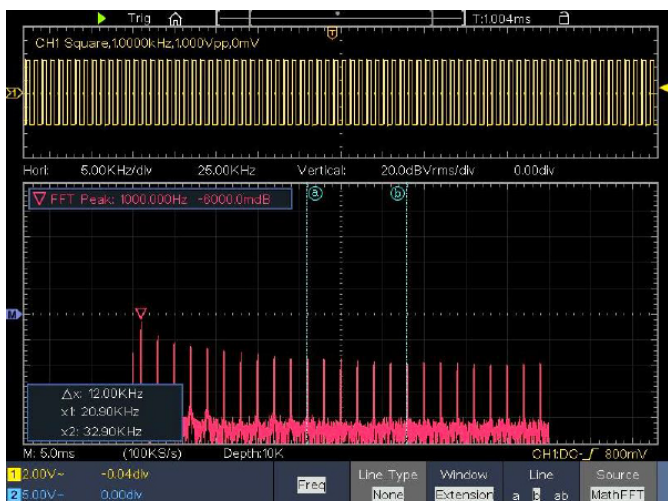 Trig T:1.004ms
T
CH1 Square,1.0000kHz,1.000Vpp,0mV
Hori: 5.00KHz/div 25.00KHz Vertical: 20.0dBVrms/div 0.00div
FFT Peak: 1000.000Hz -6000.0mdB
a b
M
Δx: 12.00KHz
x1: 20.90KHz
x2: 32.90KHz
M: 5.0ms (100KS/s) Depth:10K CH1:DC- 800mV
1 2.00V~ -0.04div
2 5.00V~ 0.00div
Freq
Line Type Window Line Source
None Extension a b ab MathFFT